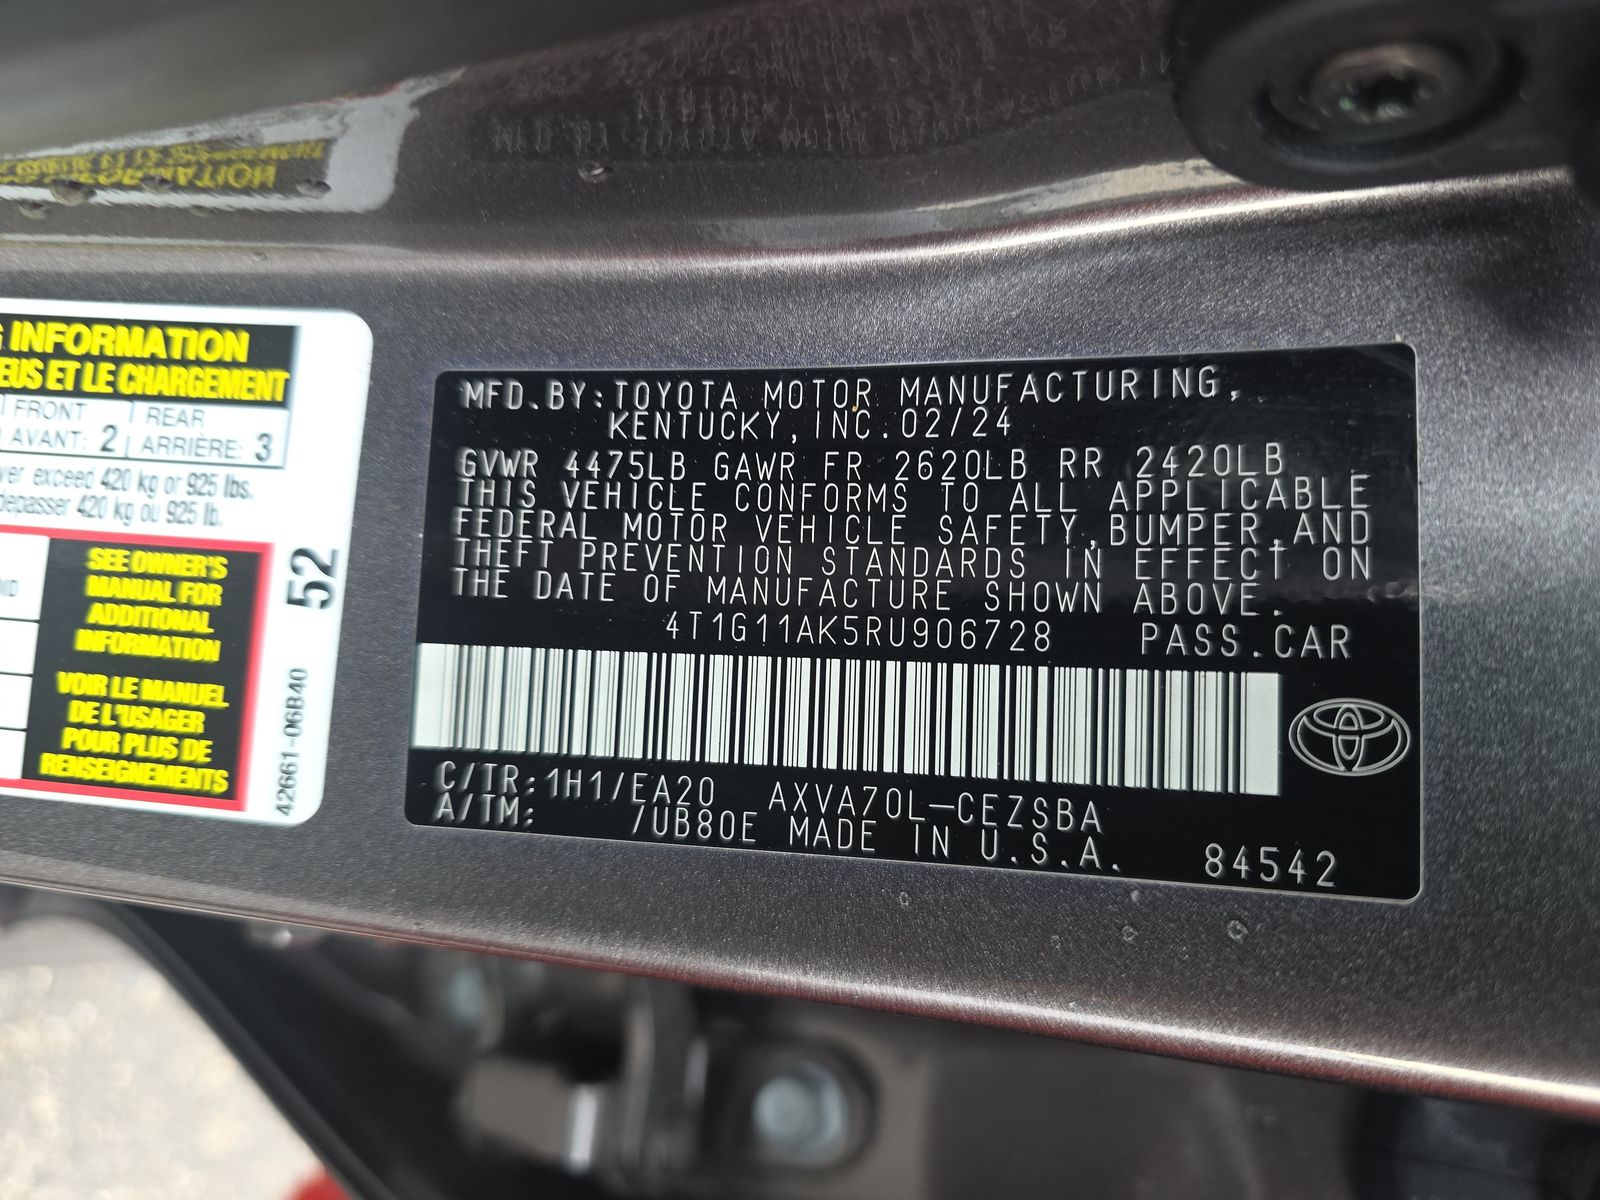 INFORMATION
EUS ET LE CHARGEMENT
FRONT REAR
AVANT: 2 ARRIÈRE: 3
exceed 420 kg or 925 lbs.
dépasser 420 kg ou 925 lb.
SEE OWNER'S
MANUAL FOR
ADDITIONAL
INFORMATION
VOIR LE MANUEL
DE L'USAGER
POUR PLUS DE
RENSEIGNEMENTS
52
42661-06B40
MFD.BY:TOYOTA MOTOR MANUFACTURING,
KENTUCKY,INC.02/24
GVWR 4475LB GAWR FR 2620LB RR 2420LB
THIS VEHICLE CONFORMS TO ALL APPLICABLE
FEDERAL MOTOR VEHICLE SAFETY,BUMPER,AND
THEFT PREVENTION STANDARDS IN EFFECT ON
THE DATE OF MANUFACTURE SHOWN ABOVE.
4T1G11AK5RU906728 PASS.CAR
C/TR:1H1/EA20 AXVA70L-CEZSBA
A/TM: /UB80E MADE IN U.S.A. 84542